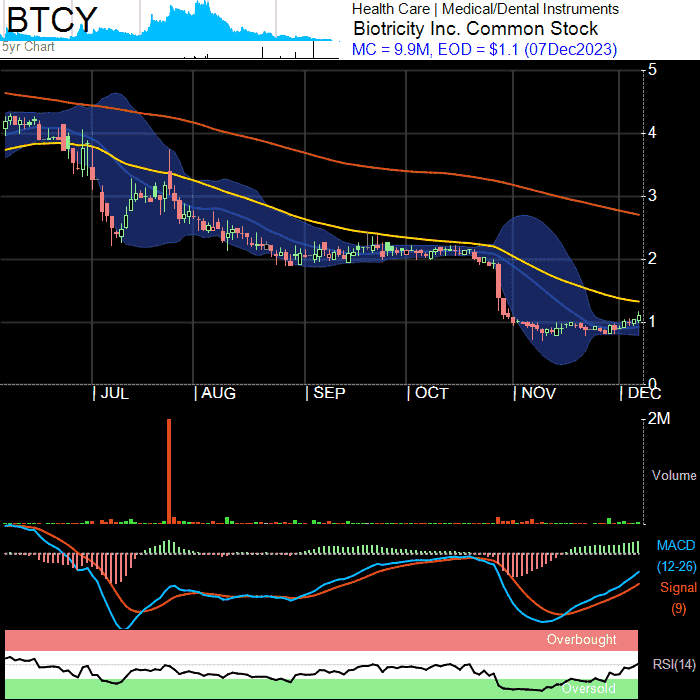 BTCY
5yr Chart
Health Care | Medical/Dental Instruments
Biotricity Inc. Common Stock
MC = 9.9M, EOD = $1.1 (07Dec2023)
5
4
3
2
1
0
| JUL
| AUG
| SEP
| OCT
| NOV
| DEC
2M
Volume
MACD
(12-26)
Signal
(9)
Overbought
RSI(14)
Oversold